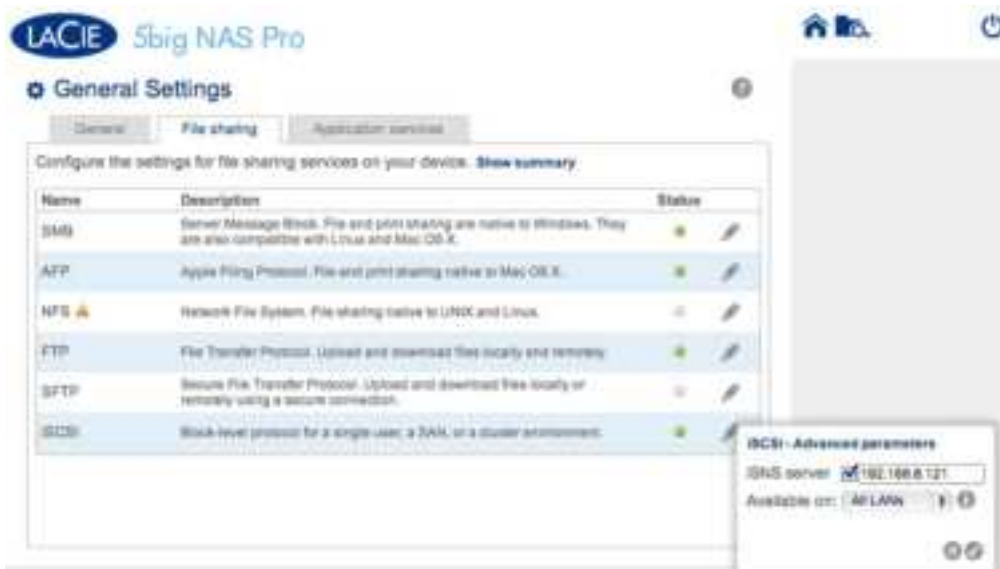 LACIE 5big NAS Pro
General Settings
General File sharing Application services
Configure the settings for file sharing services on your device. Show summary
Name Description Status
SMB Server Message Block. File and print sharing are native to Windows. They
are also compatible with Linux and Mac OS X.
AFP Apple Filing Protocol. File and print sharing native to Mac OS X.
NFS Network File System. File sharing native to UNIX and Linux.
FTP File Transfer Protocol. Upload and download files locally and remotely.
SFTP Secure File Transfer Protocol. Upload and download files locally or
remotely using a secure connection.
iSCSI Block-level protocol for a single user, a SAN, or a cluster environment.
iSCSI - Advanced parameters
iSNS server 192.168.6.121
Available on: All LANs